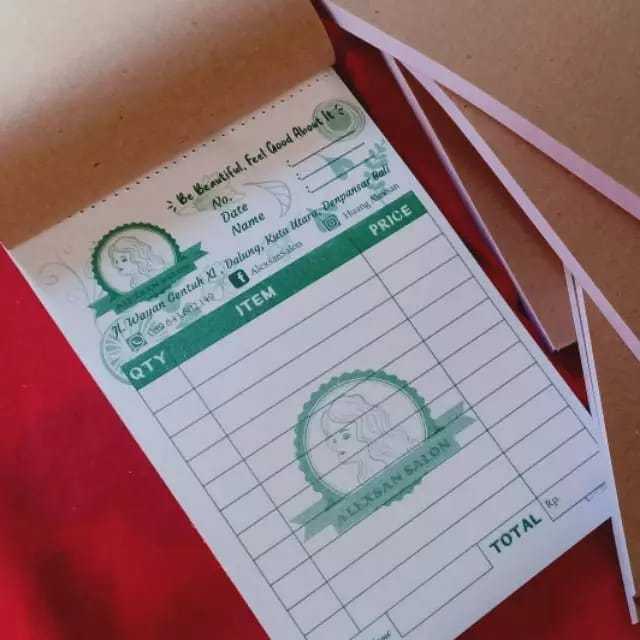 Be Beautiful. Feel Good About It
No.
Date
Name
ALEXSAN SALON
Jl. Wayan Gentuk XI, Dalung, Kuta Utara, Denpansar Bali
AlexsanSalon
QTY
ITEM
PRICE
ALEXSAN SALON
TOTAL
Rp.